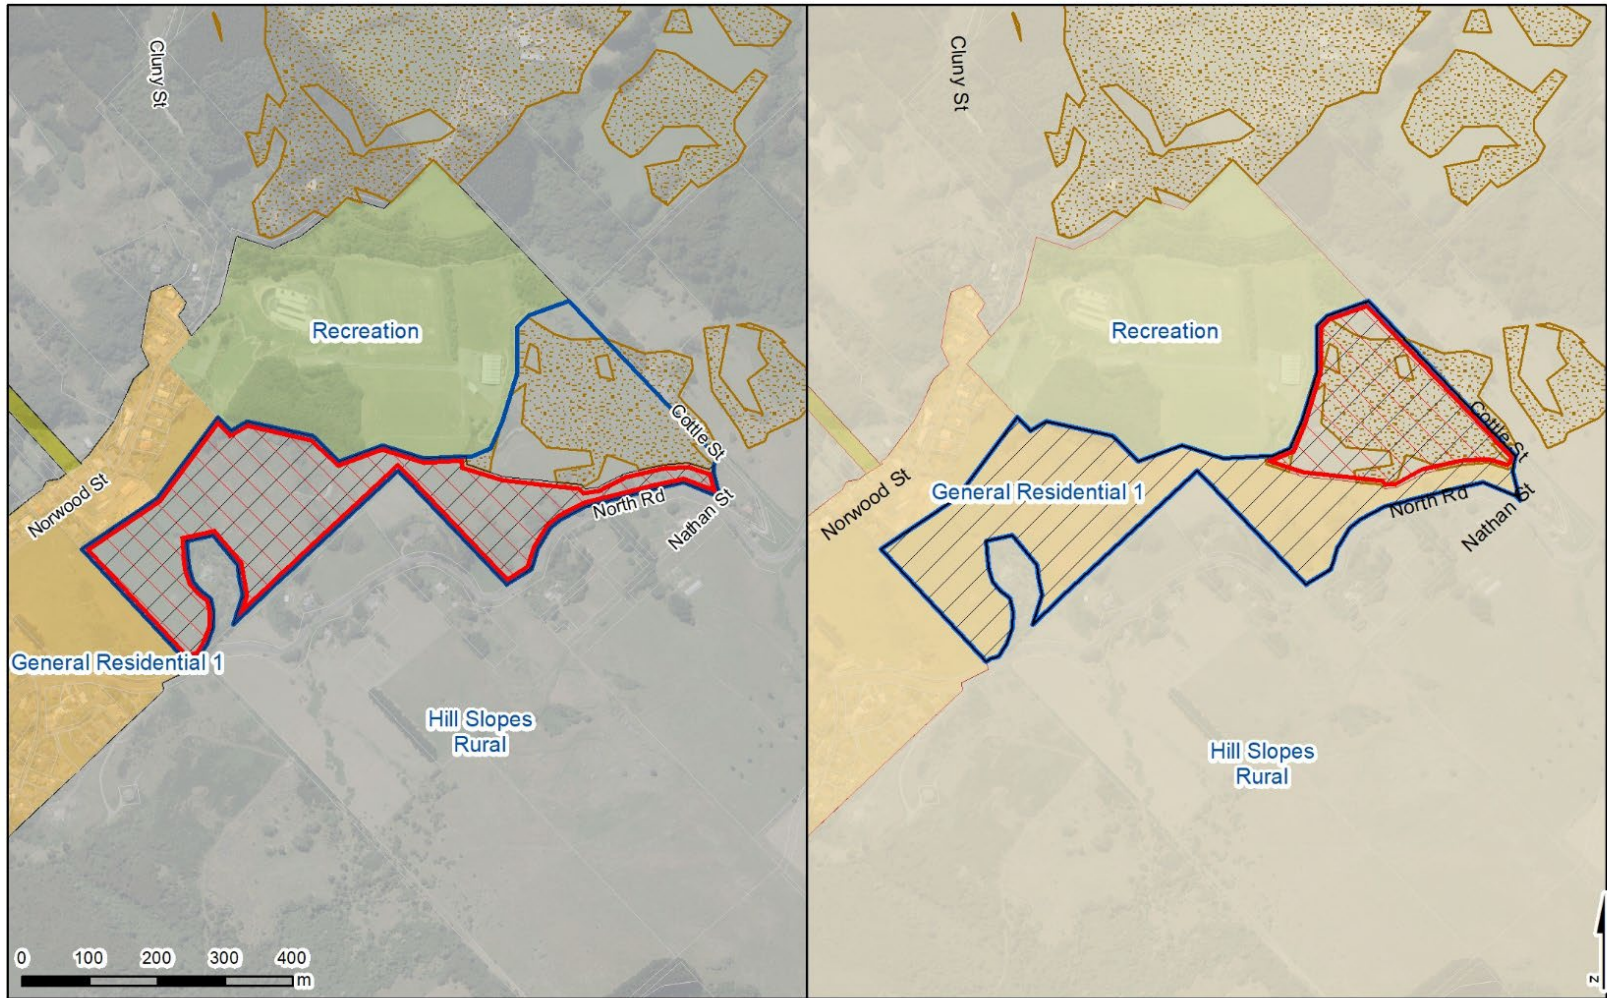 Cluny St
Recreation
Cottle St
Norwood St
North Rd
Nathan St
General Residential 1
Hill Slopes
Rural
0 100 200 300 400
m
Cluny St
Recreation
Cottle St
General Residential 1
Norwood St
North Rd
Nathan St
Hill Slopes
Rural
z